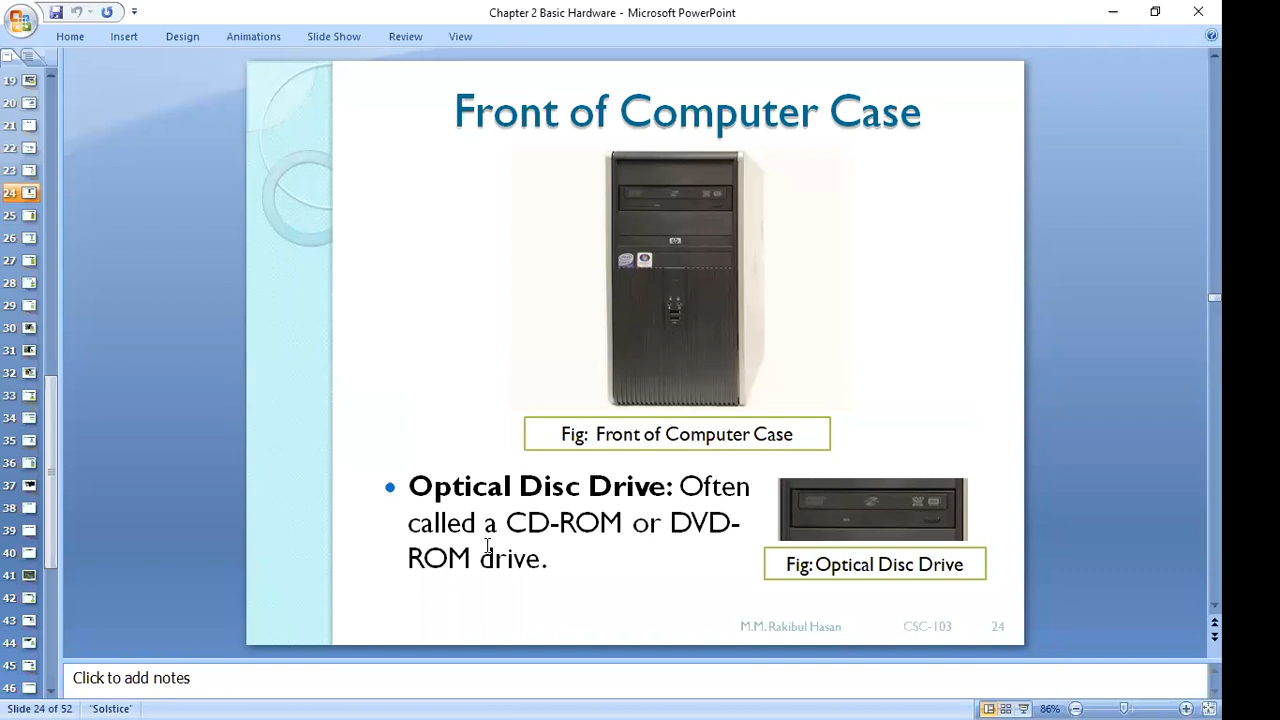 Chapter 2 Basic Hardware - Microsoft PowerPoint
Home Insert Design Animations Slide Show Review View
19
20
21
22
23
24
25
26
27
28
29
30
31
32
33
34
35
36
37
38
39
40
41
42
43
44
45
46
Front of Computer Case
hp
Fig: Front of Computer Case
• Optical Disc Drive: Often
called a CD-ROM or DVD-
ROM drive.
Fig: Optical Disc Drive
M.M. Rakibul Hasan CSC-103 24
Click to add notes
Slide 24 of 52 "Solstice" 86%